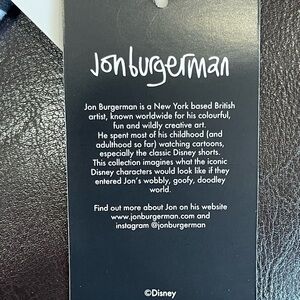 Jonburgerman
Jon Burgerman is a New York based British
artist, known worldwide for his colourful,
fun and wildly creative art.
He spent most of his childhood (and
adulthood so far) watching cartoons,
especially the classic Disney shorts.
This collection imagines what the iconic
Disney characters would look like if they
entered Jon's wobbly, goofy, doodley
world.
Find out more about Jon on his website
www.jonburgerman.com and
instagram @jonburgerman
©Disney